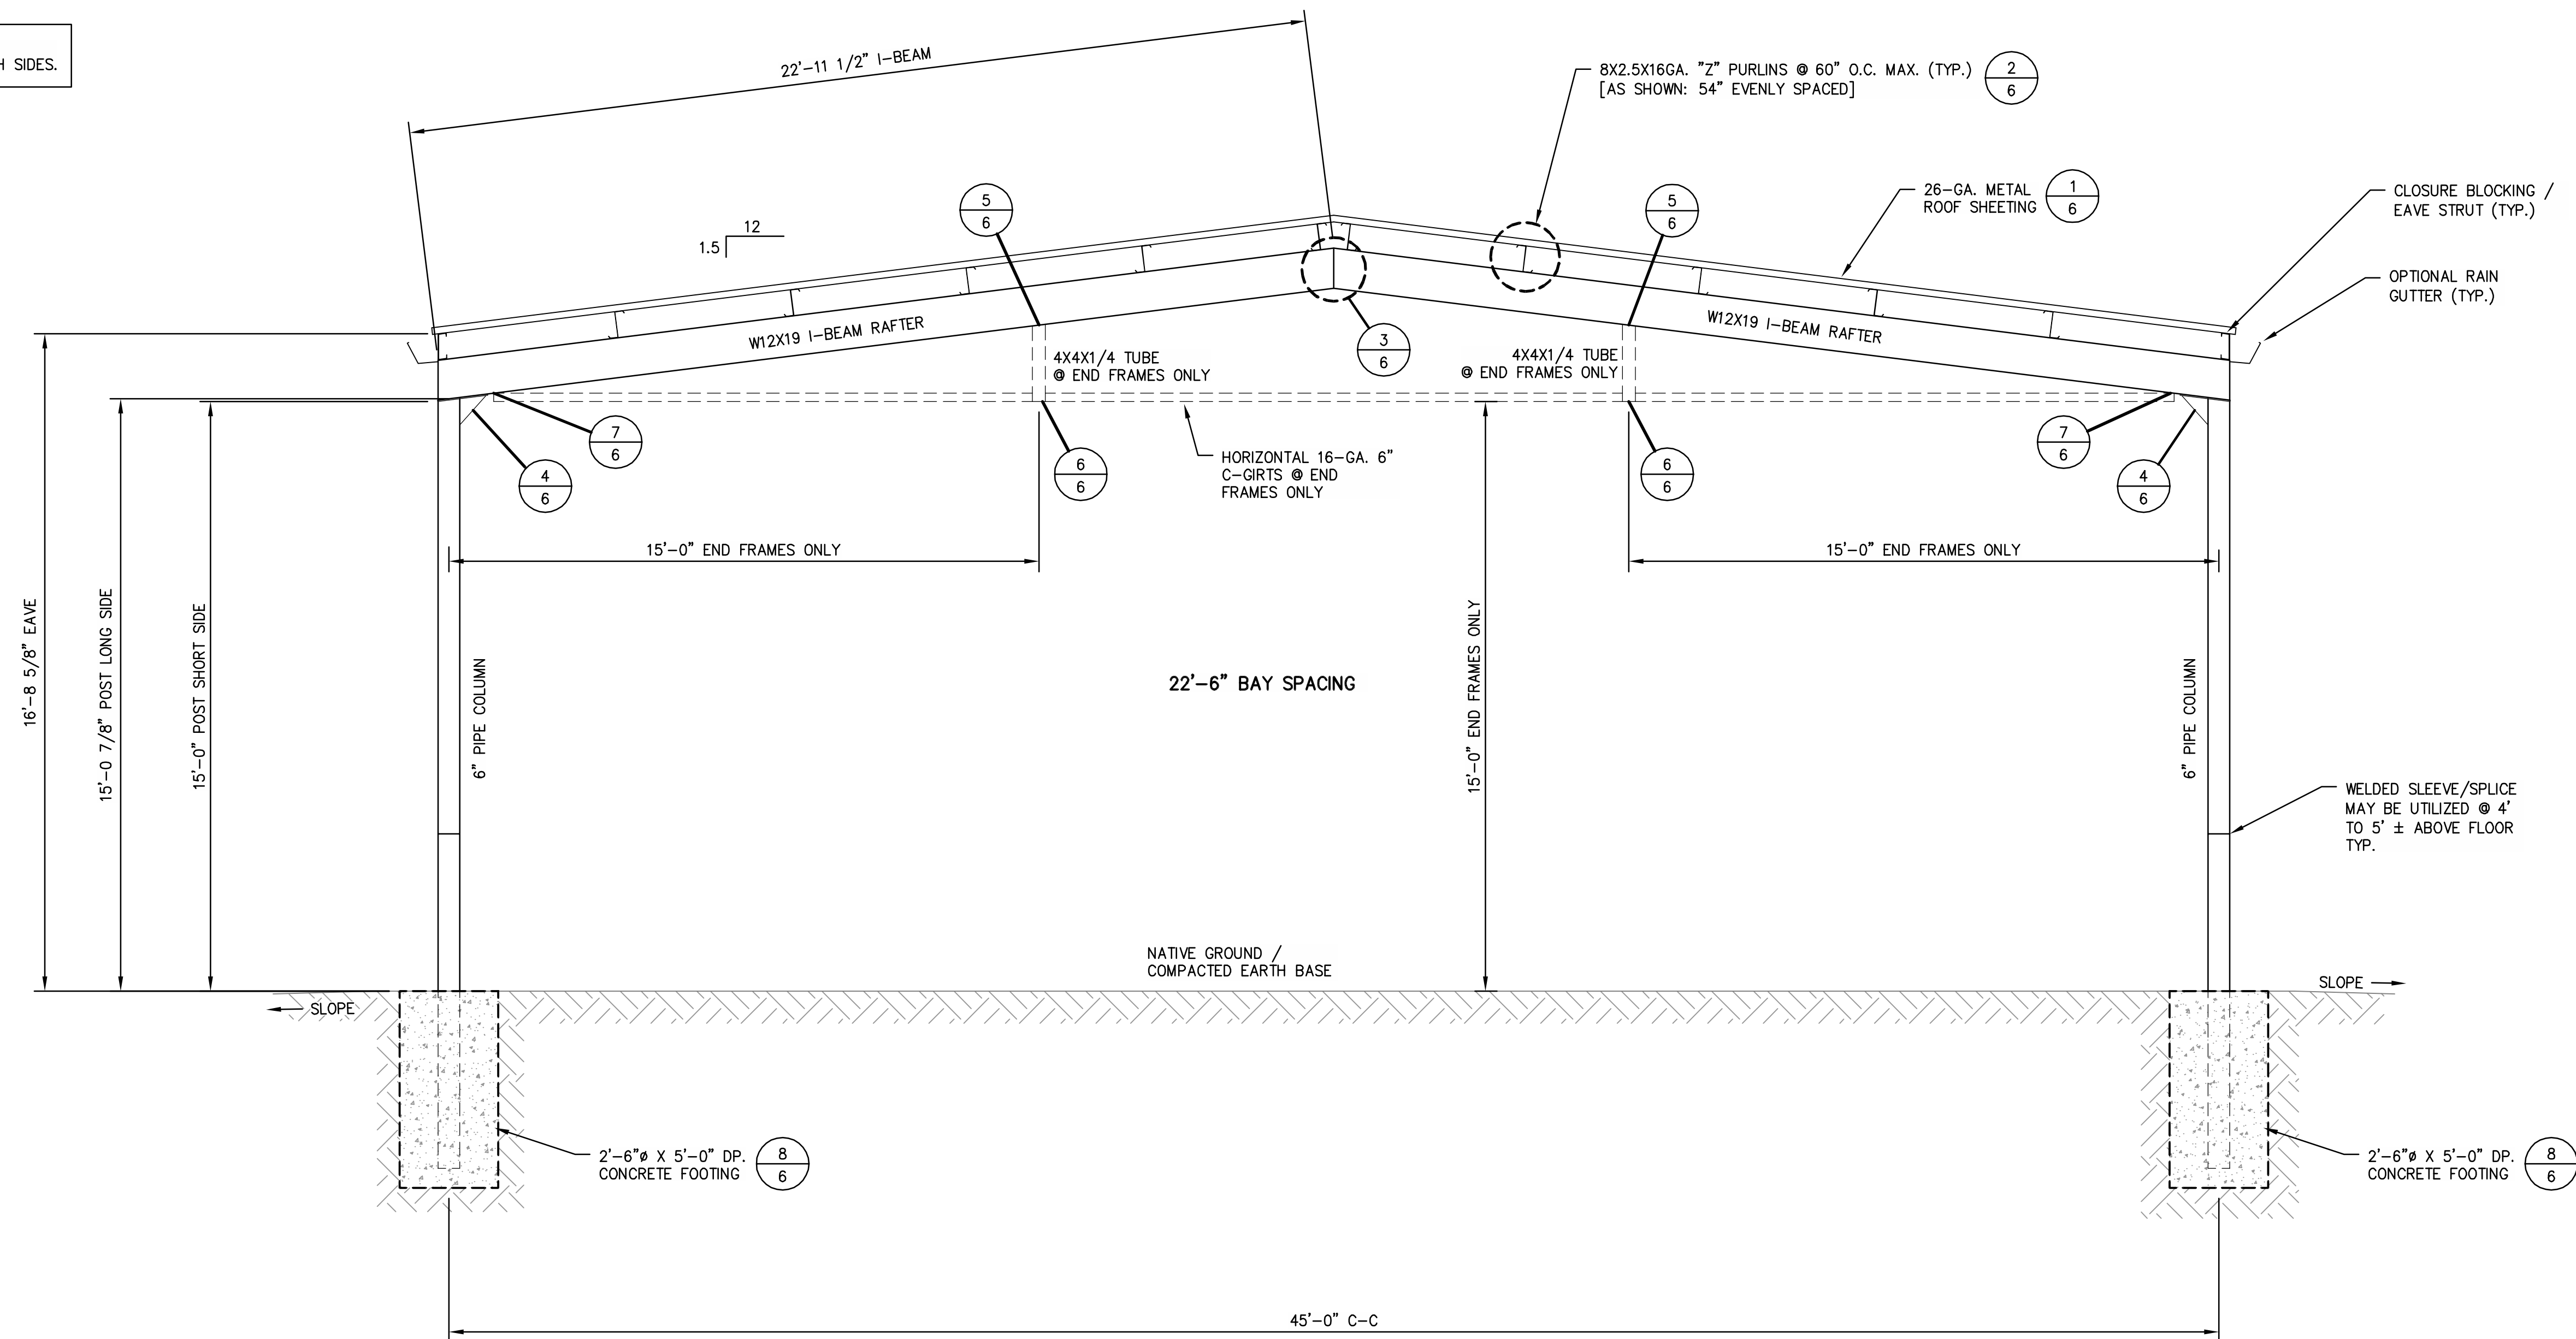 H SIDES.
22'-11 1/2" I-BEAM
8X2.5X16GA. "Z" PURLINS @ 60" O.C. MAX. (TYP.)
[AS SHOWN: 54" EVENLY SPACED]
2
6
26-GA. METAL
ROOF SHEETING
1
6
CLOSURE BLOCKING /
EAVE STRUT (TYP.)
OPTIONAL RAIN
GUTTER (TYP.)
12
1.5
5
6
5
6
W12X19 I-BEAM RAFTER
W12X19 I-BEAM RAFTER
4X4X1/4 TUBE
@ END FRAMES ONLY
3
6
4X4X1/4 TUBE
@ END FRAMES ONLY
7
6
4
6
6
6
HORIZONTAL 16-GA. 6"
C-GIRTS @ END
FRAMES ONLY
6
6
7
6
4
6
15'-0" END FRAMES ONLY
15'-0" END FRAMES ONLY
16'-8 5/8" EAVE
15'-0 7/8" POST LONG SIDE
15'-0" POST SHORT SIDE
6" PIPE COLUMN
22'-6" BAY SPACING
15'-0" END FRAMES ONLY
6" PIPE COLUMN
WELDED SLEEVE/SPLICE
MAY BE UTILIZED @ 4'
TO 5' ± ABOVE FLOOR
TYP.
NATIVE GROUND /
COMPACTED EARTH BASE
SLOPE
SLOPE
2'-6"ø X 5'-0" DP.
CONCRETE FOOTING
8
6
2'-6"ø X 5'-0" DP.
CONCRETE FOOTING
8
6
45'-0" C-C